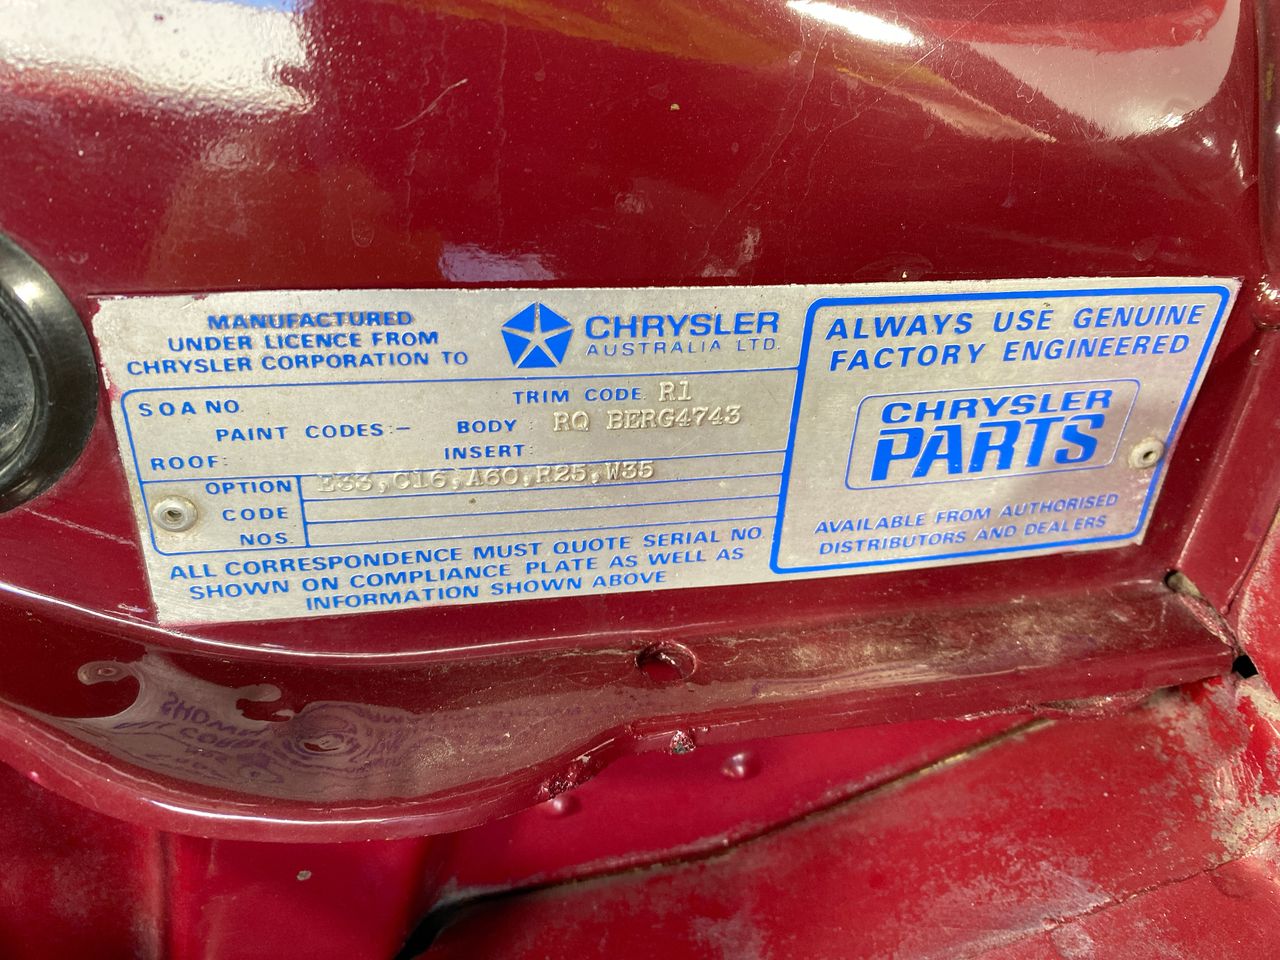 MANUFACTURED
UNDER LICENCE FROM
CHRYSLER CORPORATION TO
CHRYSLER
AUSTRALIA LTD.
SOA NO.
TRIM CODE R1
PAINT CODES:- BODY: RQ BERG4743
ROOF: INSERT:
OPTION E33,C16,A60,R25,W35
CODE
NOS
ALL CORRESPONDENCE MUST QUOTE SERIAL NO.
SHOWN ON COMPLIANCE PLATE AS WELL AS
INFORMATION SHOWN ABOVE
ALWAYS USE GENUINE
FACTORY ENGINEERED
CHRYSLER
PARTS
AVAILABLE FROM AUTHORISED
DISTRIBUTORS AND DEALERS